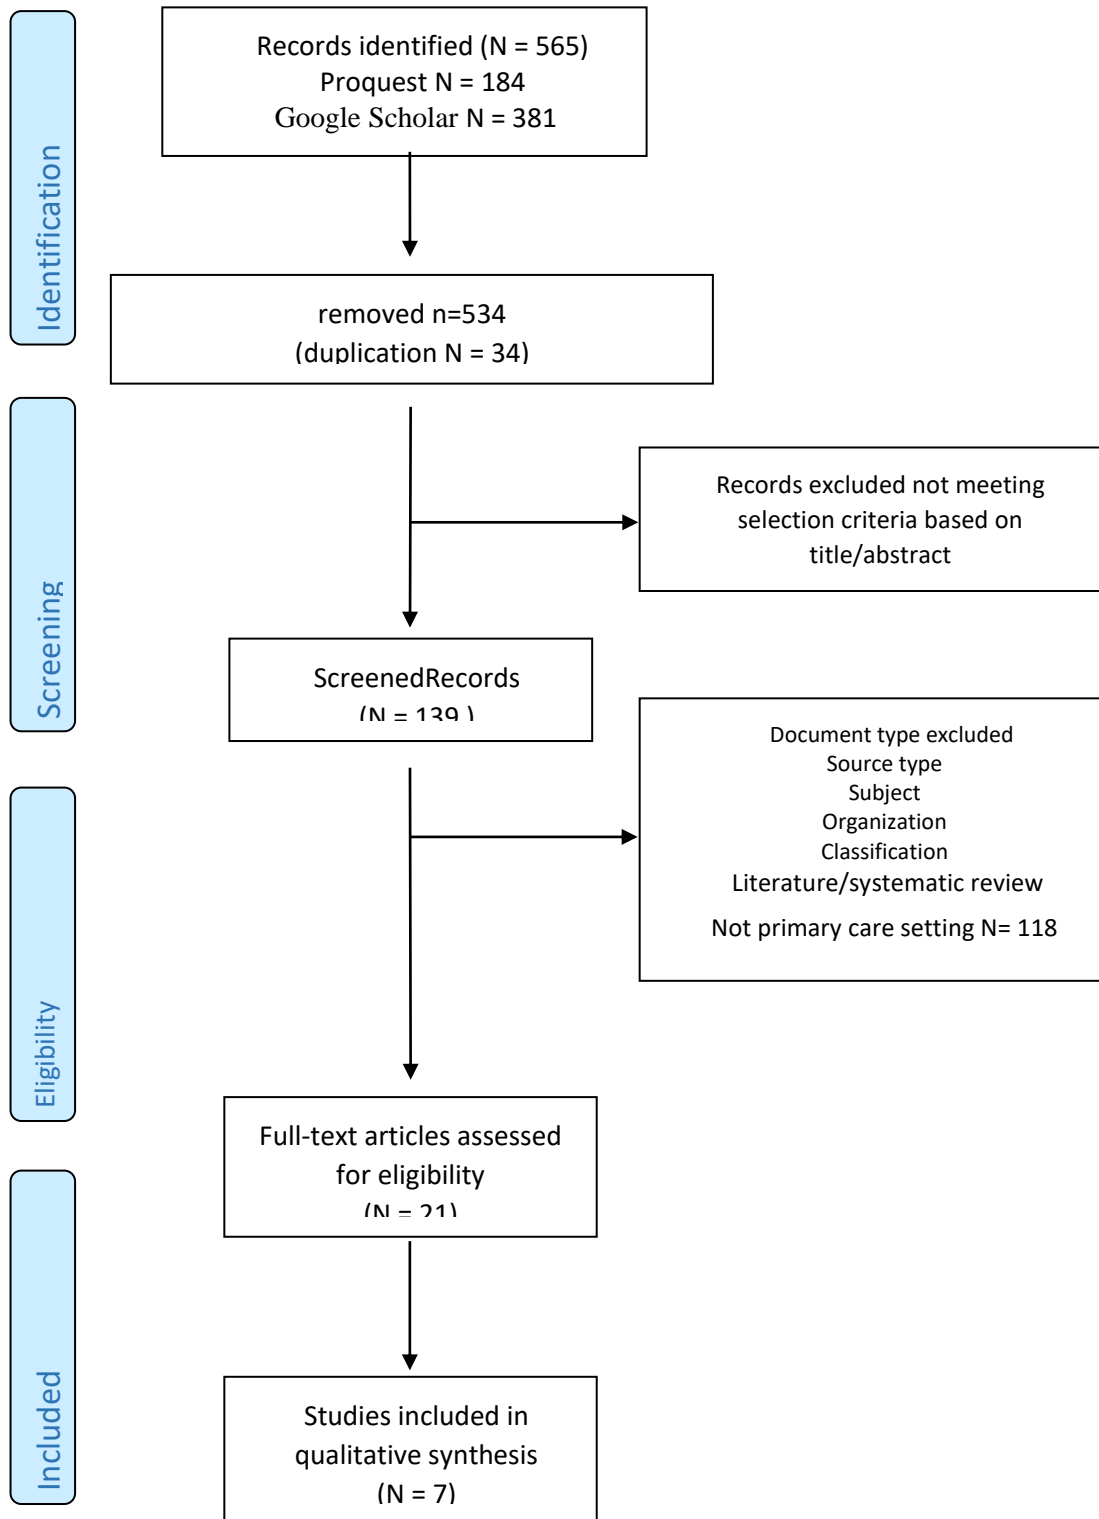 Identification
Records identified (N = 565)
Proquest N = 184
Google Scholar N = 381
removed n=534
(duplication N = 34)
Screening
Records excluded not meeting
selection criteria based on
title/abstract
ScreenedRecords
(N = 139 )
Document type excluded
Source type
Subject
Organization
Classification
Literature/systematic review
Not primary care setting N= 118
Eligibility
Full-text articles assessed
for eligibility
(N = 21)
Included
Studies included in
qualitative synthesis
(N = 7)